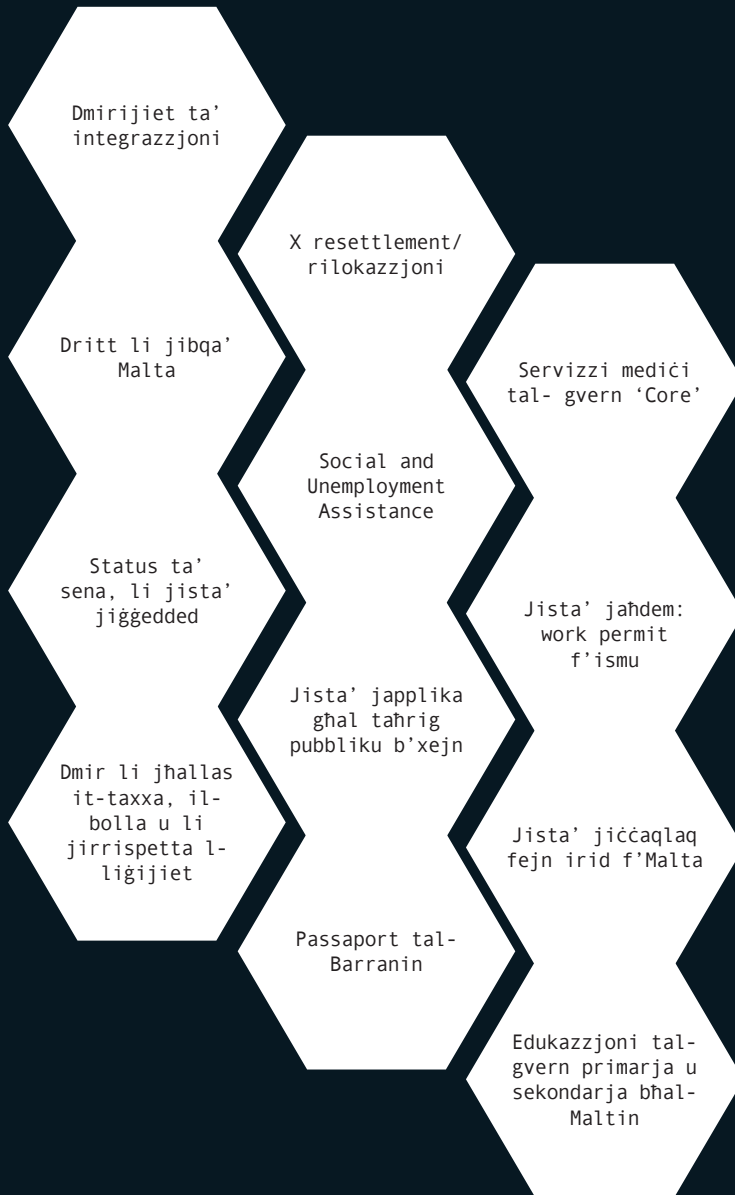 Dmirijiet ta’
integrazzjoni
Dritt li jibqa’
Malta
Status ta’
sena, li jista’
jiġġedded
Dmir li jħallas
it-taxxa, il-
bolla u li
jirrispetta l-
liġijiet
X resettlement/
rilokazzjoni
Social and
Unemployment
Assistance
Jista’ japplika
għal taħrig
pubbliku b’xejn
Passaport tal-
Barranin
Servizzi mediċi
tal- gvern ‘Core’
Jista’ jaħdem:
work permit
f’ismu
Jista’ jiċċaqlaq
fejn irid f’Malta
Edukazzjoni tal-
gvern primarja u
sekondarja bħal-
Maltin